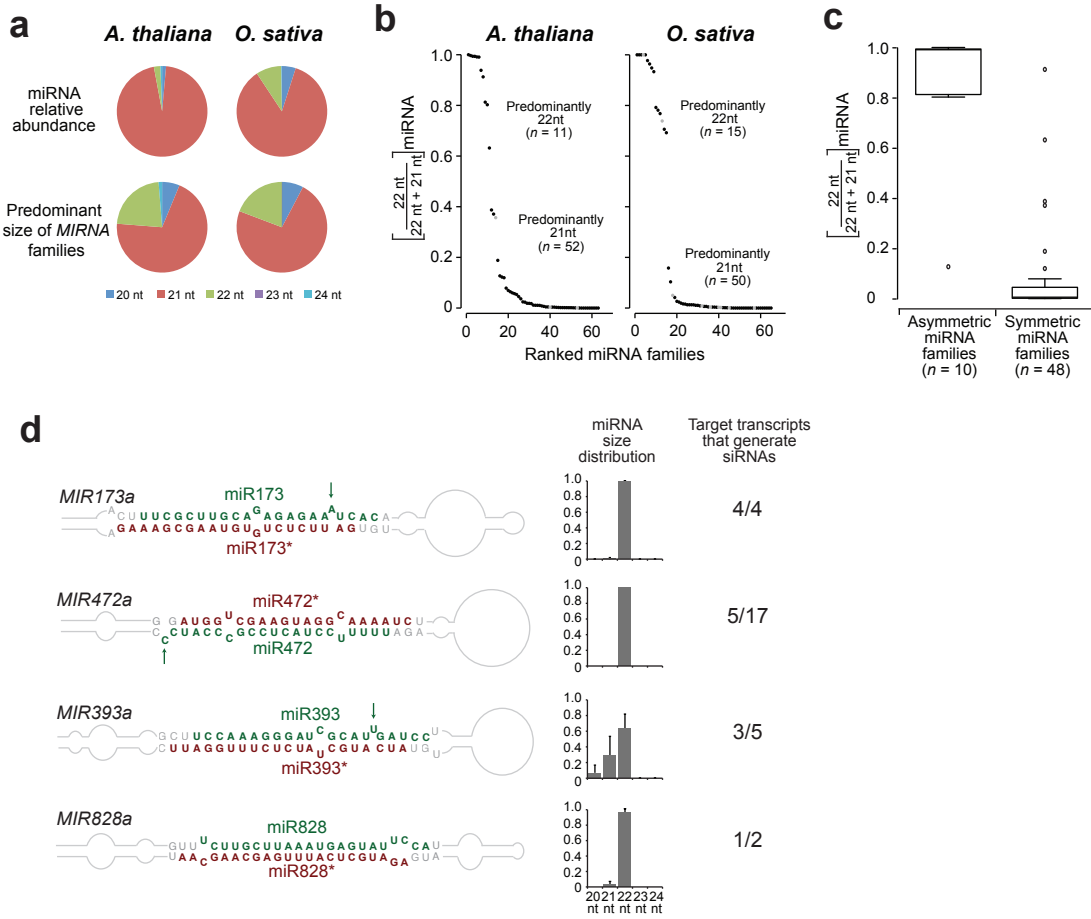 a
A. thaliana
O. sativa
miRNA
relative
abundance
Predominant
size of MIRNA
families
20 nt
21 nt
22 nt
23 nt
24 nt
b
A. thaliana
O. sativa
[22 nt / 22 nt + 21 nt] miRNA
1.0
0.8
0.6
0.4
0.2
0
Predominantly
22nt
(n = 11)
Predominantly
21nt
(n = 52)
Predominantly
22nt
(n = 15)
Predominantly
21nt
(n = 50)
0 20 40 60
0 20 40 60
Ranked miRNA families
c
[22 nt / 22 nt + 21 nt] miRNA
1.0
0.8
0.6
0.4
0.2
0
Asymmetric
miRNA
families
(n = 10)
Symmetric
miRNA
families
(n = 48)
d
miRNA
size
distribution
Target transcripts
that generate
siRNAs
MIR173a
miR173
ACUUUCGCUUGCAGAGAGAAAUCACA
AGAAAGCGAAUGUGUCUCUUAGUGU
miR173*
1.0
0.8
0.6
0.4
0.2
0
4/4
MIR472a
miR472*
GGAUGGUCGAAGUAGGCAAAAUCU
CCCUACCCGCCUCAUCCUUUUUAGA
miR472
1.0
0.8
0.6
0.4
0.2
0
5/17
MIR393a
miR393
GCUUCCAAAGGGAUCGCAUUGAUCCU
CUUAGGUUUCUCUAUCGUACUAUGU
miR393*
1.0
0.8
0.6
0.4
0.2
0
3/5
MIR828a
miR828
GUUUCUUGCUUAAAUGAGUAUUCCAU
UAACGAACGAGUUUACUCGUAGAUA
miR828*
1.0
0.8
0.6
0.4
0.2
0
1/2
20 21 22 23 24
nt nt nt nt nt